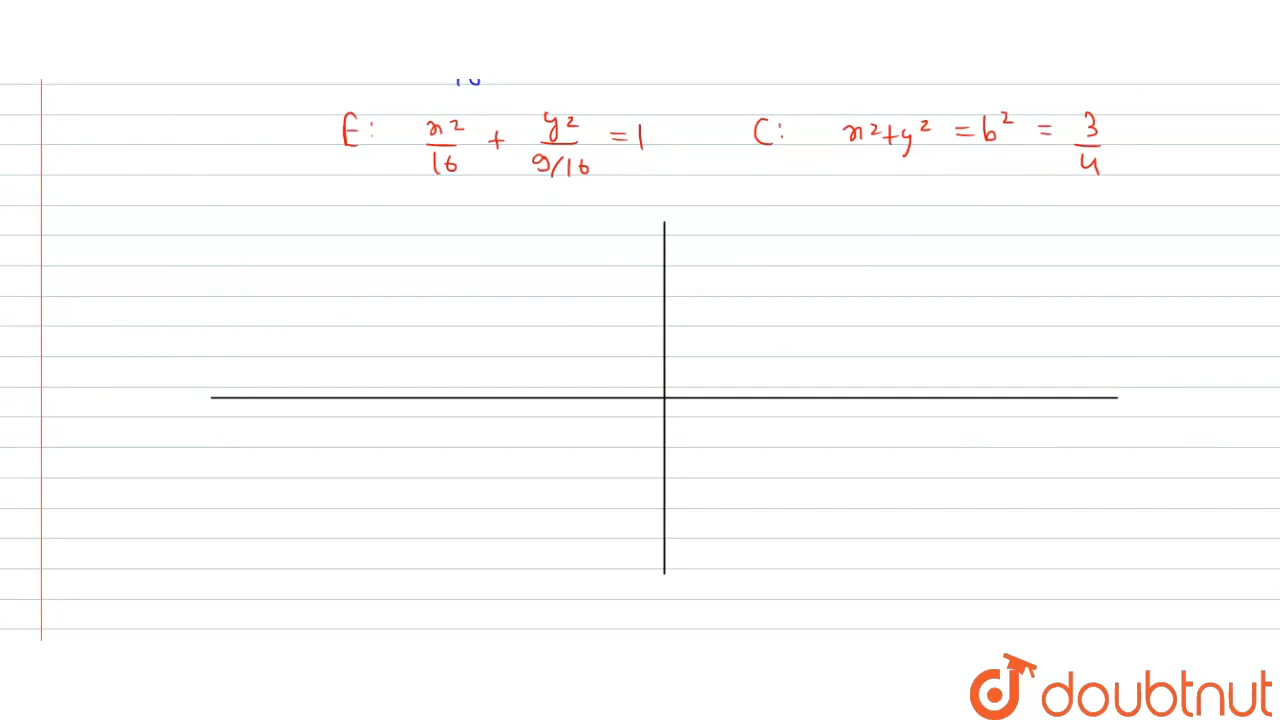 E: x²/16 + y²/9/16 = 1 C: x²+y² = b² = 3/4
doubtnut